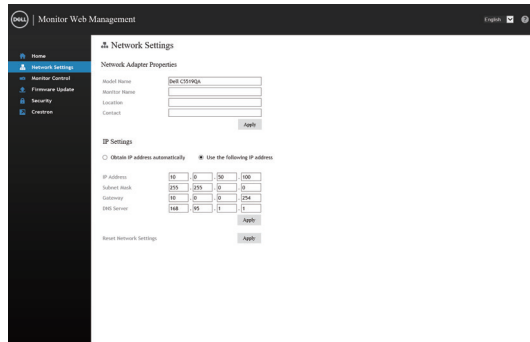 DELL | Monitor Web Management
English
Home
Network Settings
Monitor Control
Firmware Update
Security
Crestron
Network Settings
Network Adapter Properties
Model Name Dell C5519QA
Monitor Name
Location
Contact
Apply
IP Settings
Obtain IP address automatically Use the following IP address
IP Address 10 . 0 . 50 . 100
Subnet Mask 255 . 255 . 0 . 0
Gateway 10 . 0 . 0 . 254
DNS Server 168 . 95 . 1 . 1
Apply
Reset Network Settings Apply